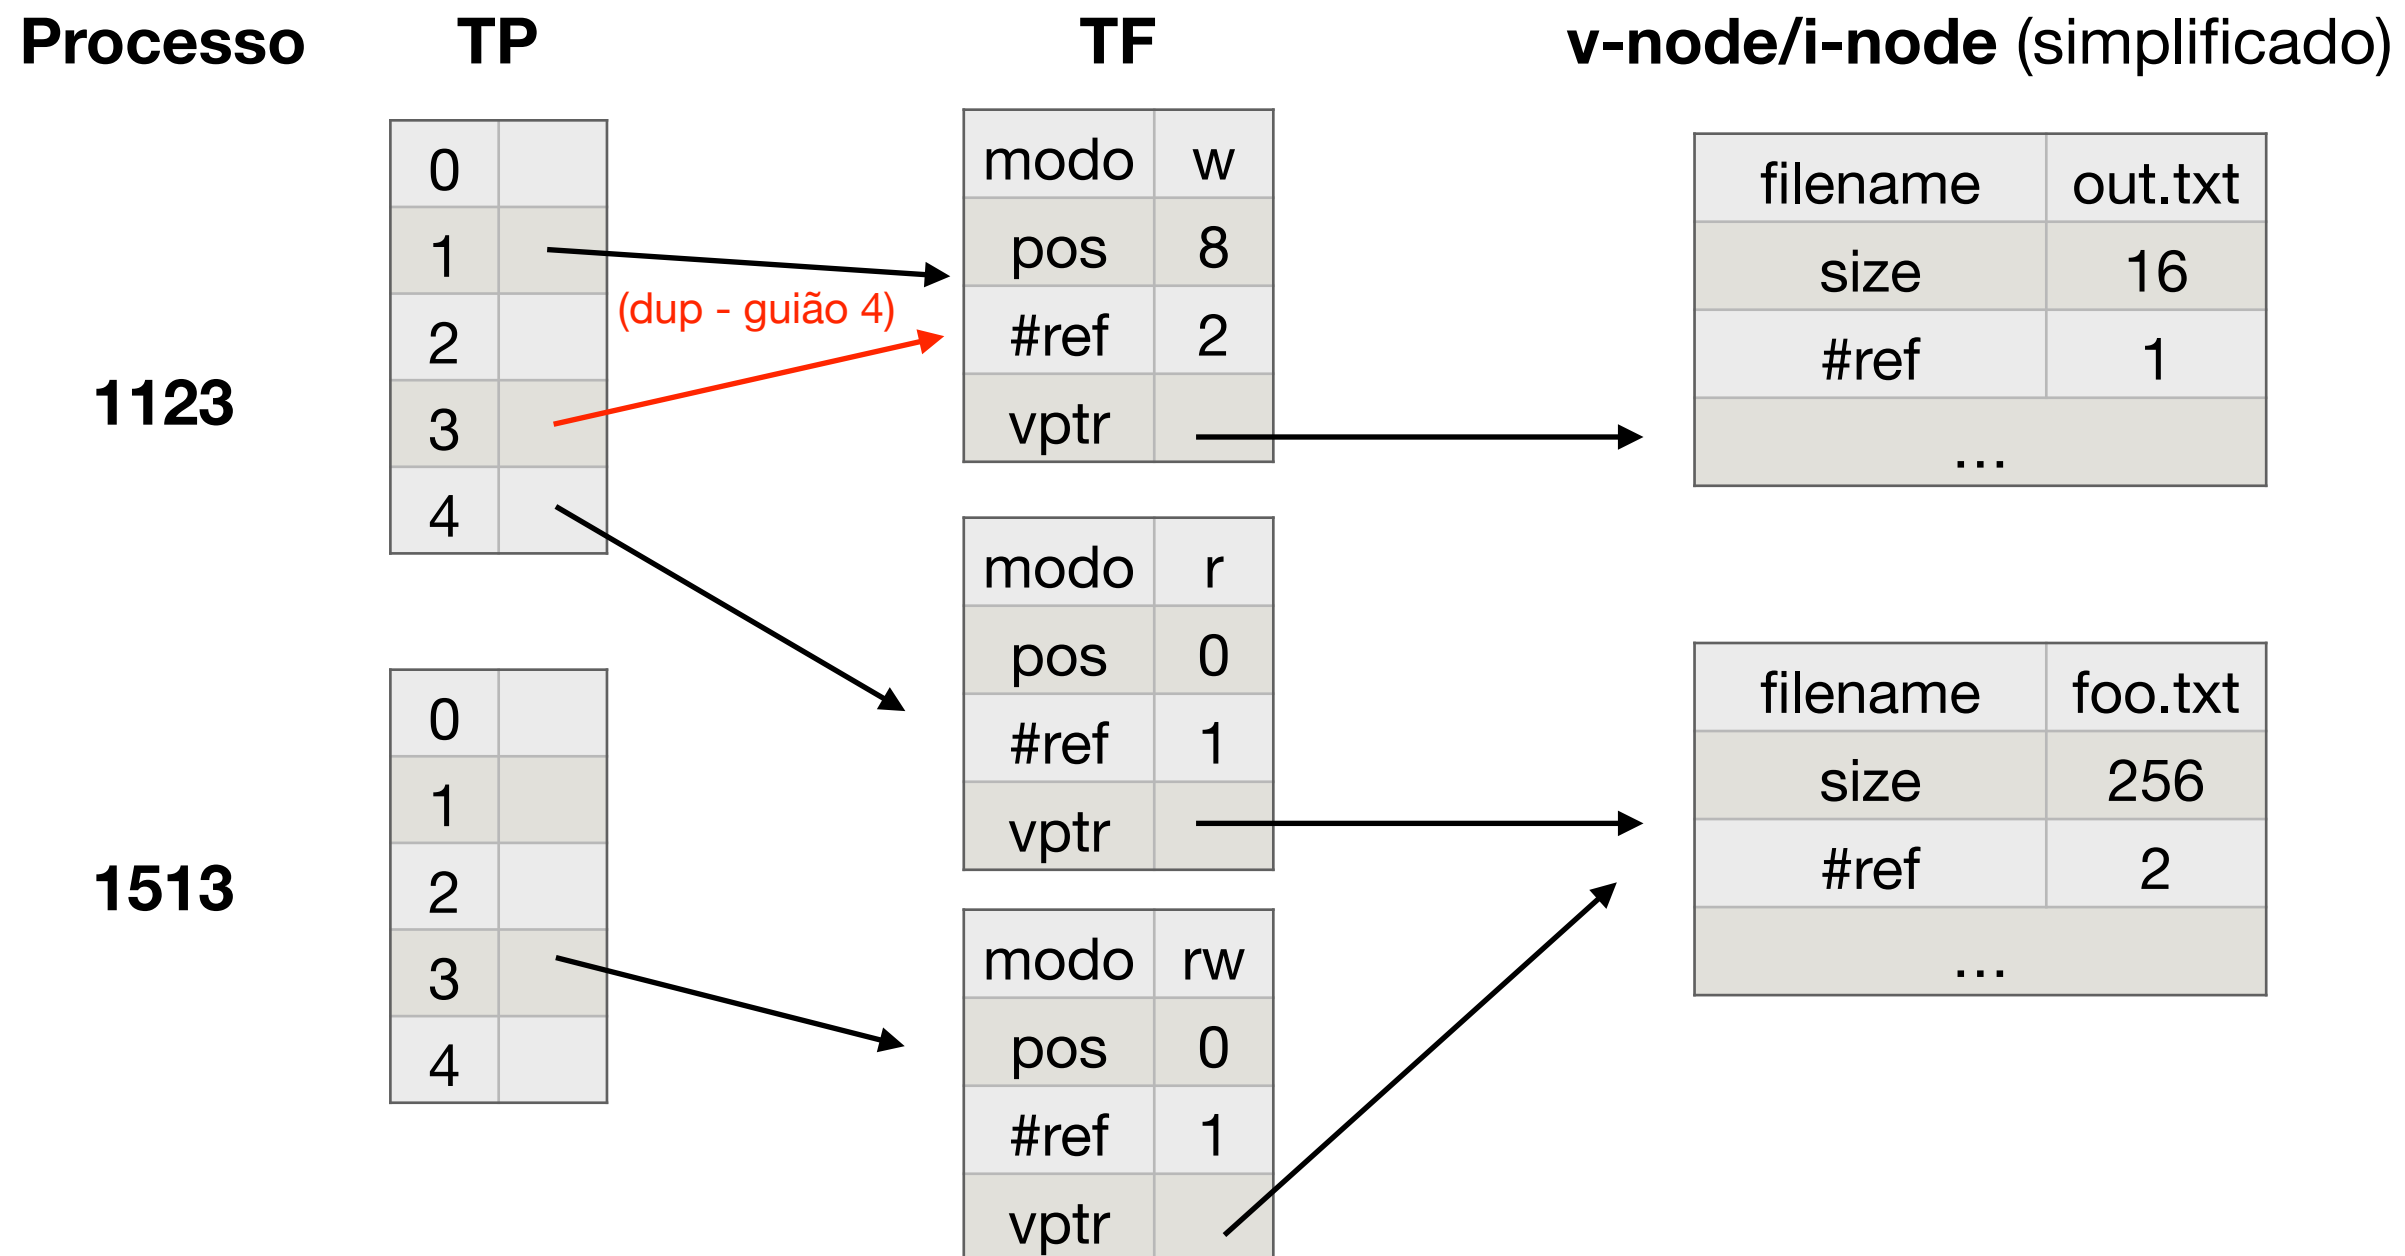 Processo TP TF v-node/i-node (simplificado)
1123
0
1
2
3
4
(dup - guião 4)
modo w
pos 8
#ref 2
vptr
filename out.txt
size 16
#ref 1
...
modo r
pos 0
#ref 1
vptr
1513
0
1
2
3
4
modo rw
pos 0
#ref 1
vptr
filename foo.txt
size 256
#ref 2
...